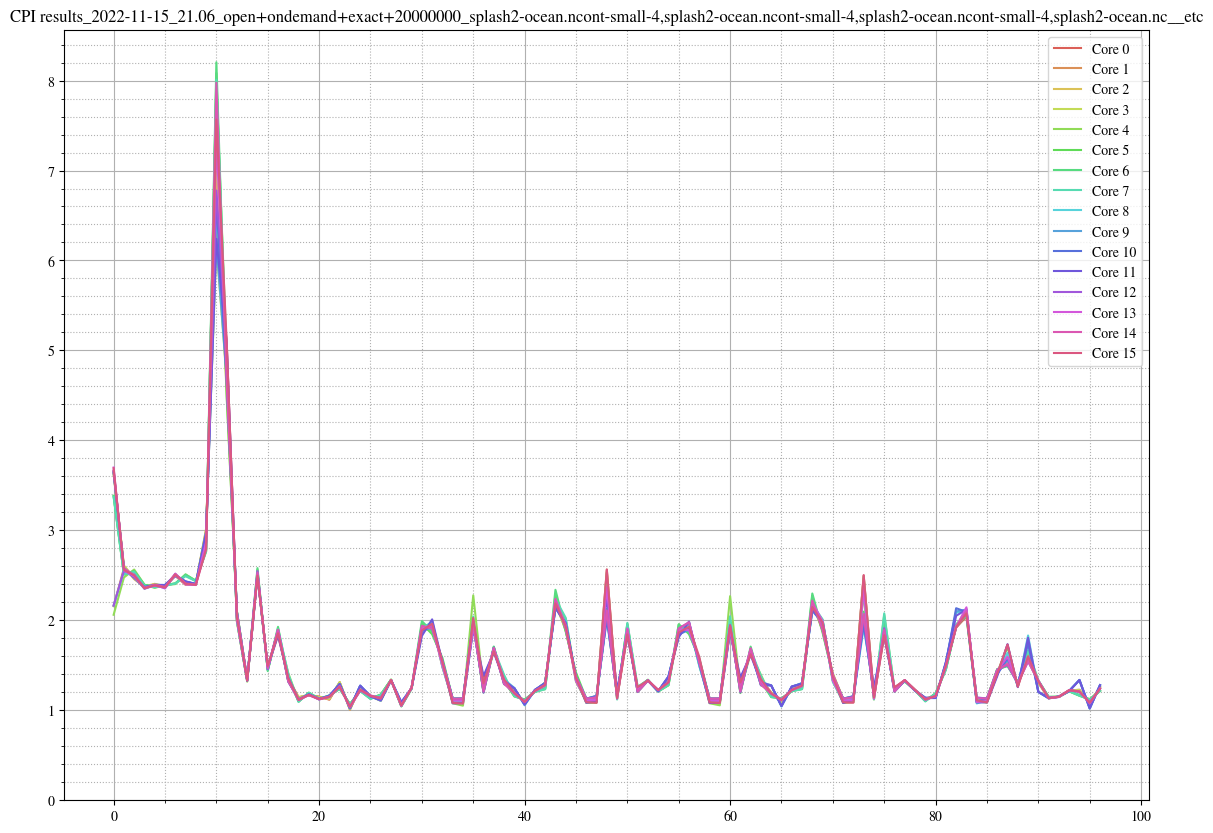 CPI results_2022-11-15_21.06_open+ondemand+exact+20000000_splash2-ocean.ncont-small-4,splash2-ocean.ncont-small-4,splash2-ocean.ncont-small-4,splash2-ocean.nc__etc
Core 0
Core 1
Core 2
Core 3
Core 4
Core 5
Core 6
Core 7
Core 8
Core 9
Core 10
Core 11
Core 12
Core 13
Core 14
Core 15
8
7
6
5
4
3
2
1
0
0 20 40 60 80 100